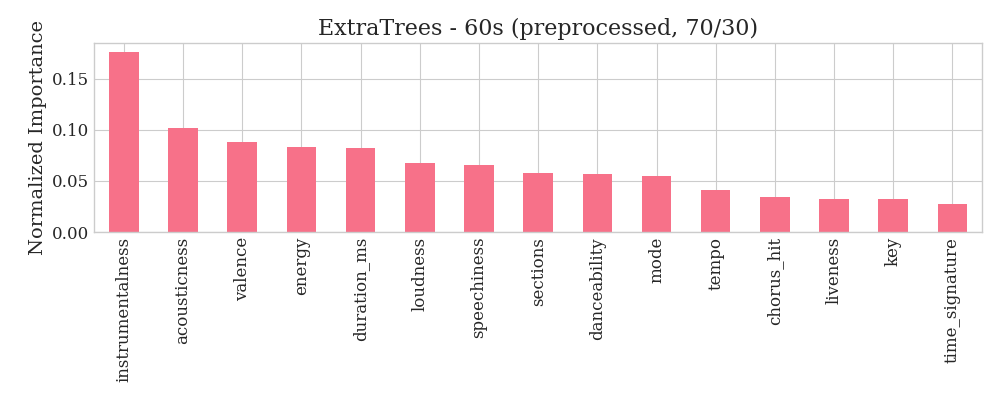 ExtraTrees - 60s (preprocessed, 70/30)
Normalized Importance
0.15
0.10
0.05
0.00
instrumentalness
acousticness
valence
energy
duration_ms
loudness
speechiness
sections
danceability
mode
tempo
chorus_hit
liveness
key
time_signature